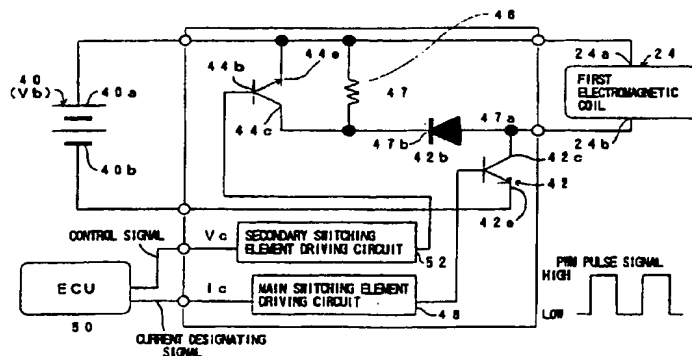 46
44e
24a
24
40
(Vb)
40a
44b
47
FIRST
ELECTROMAGNETIC
COIL
44c
47a
47b
42b
24b
42c
40b
42
42e
CONTROL SIGNAL
Vc
SECONDARY SWITCHING
ELEMENT DRIVING CIRCUIT
52
PWM PULSE SIGNAL
HIGH
LOW
ECU
Ic
MAIN SWITCHING ELEMENT
DRIVING CIRCUIT
48
50
CURRENT DESIGNATING
SIGNAL